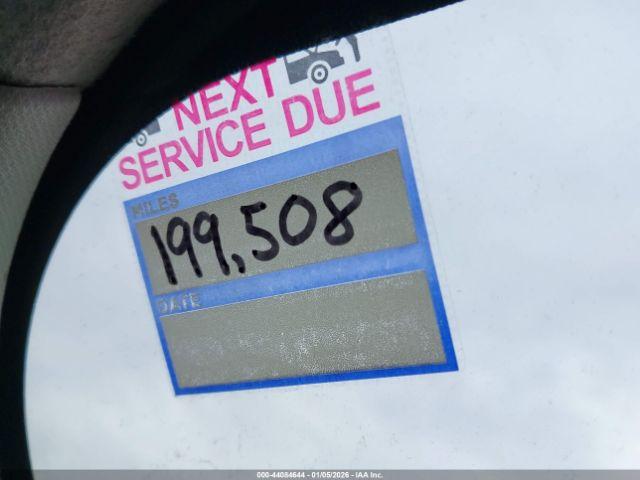 NEXT
SERVICE DUE
MILES
199,508
DATE
000-44084644 - 01/05/2026 - IAA Inc.